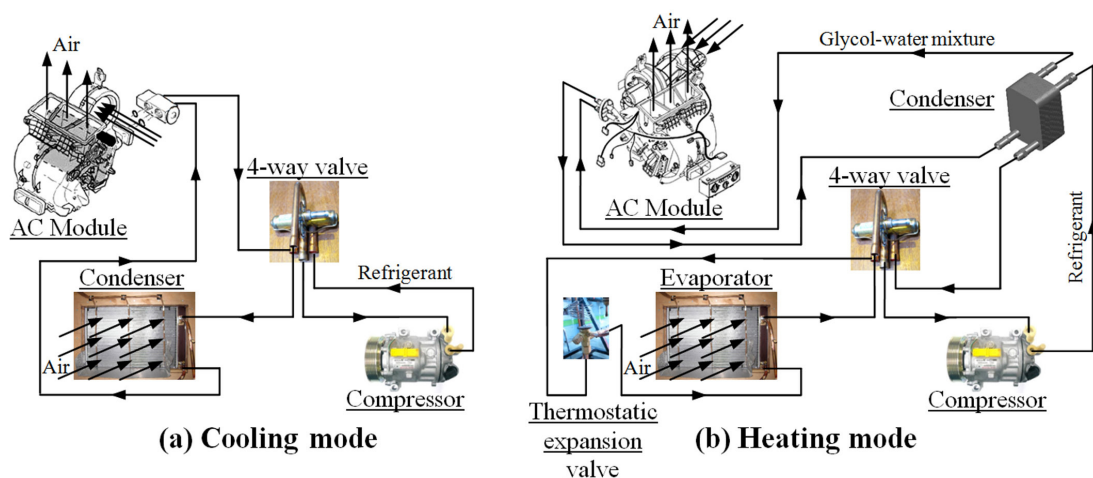 Air
4-way valve
AC Module
Condenser
Refrigerant
Air
Compressor
(a) Cooling mode
Air
Glycol-water mixture
Condenser
4-way valve
AC Module
Refrigerant
Evaporator
Air
Compressor
Thermostatic
expansion
valve
(b) Heating mode